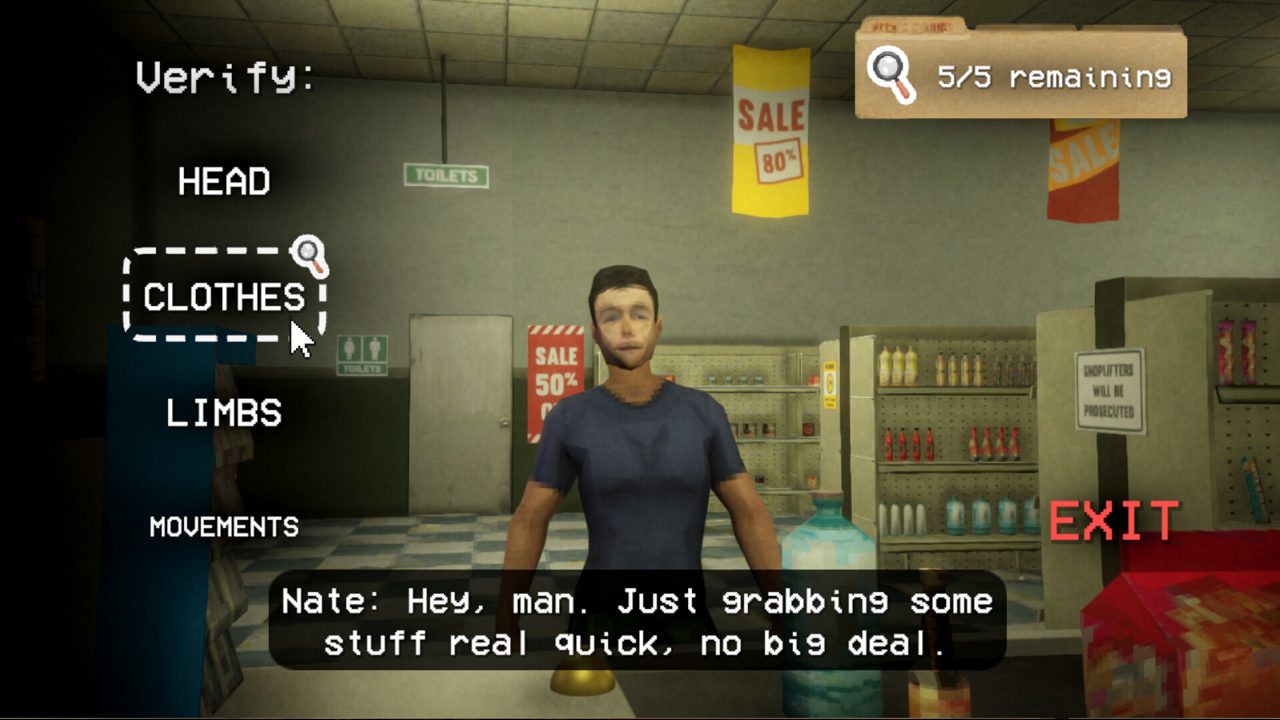 Verify:
5/5 remaining
HEAD
TOILETS
SALE
80%
SALE
CLOTHES
TOILETS
SALE
50%
SHOPLIFTERS
WILL BE
PROSECUTED
LIMBS
MOVEMENTS
EXIT
Nate: Hey, man. Just grabbing some
stuff real quick, no big deal.